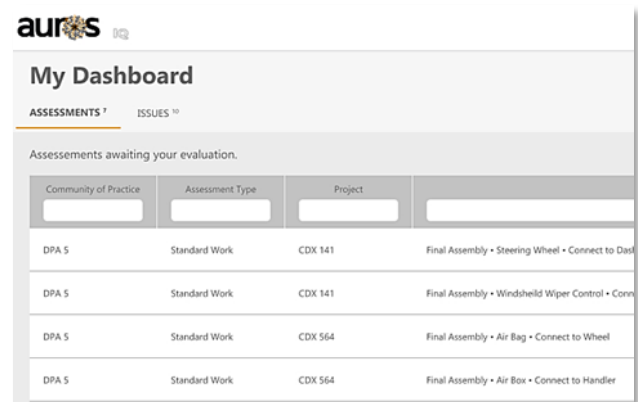 auros IQ
My Dashboard
ASSESSMENTS 7 ISSUES 10
Assessements awaiting your evaluation.
Community of Practice Assessment Type Project
DPA 5 Standard Work CDX 141 Final Assembly • Steering Wheel • Connect to Dash
DPA 5 Standard Work CDX 141 Final Assembly • Windsheild Wiper Control • Conn
DPA 5 Standard Work CDX 564 Final Assembly • Air Bag • Connect to Wheel
DPA 5 Standard Work CDX 564 Final Assembly • Air Box • Connect to Handler